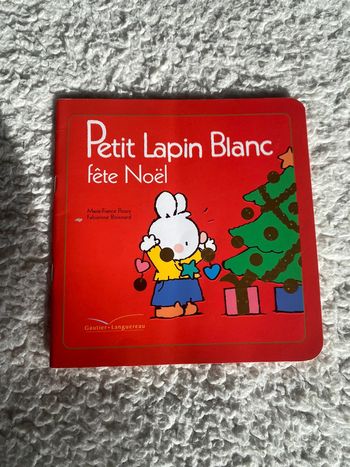 Petit Lapin Blanc
fête Noël
Marie-France Floury
Fabienne Boisnard
Gautier-Languereau